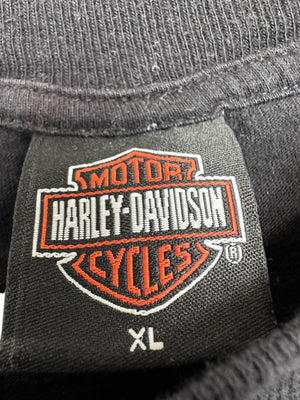 MOTOR
HARLEY-DAVIDSON
CYCLES
®
XL